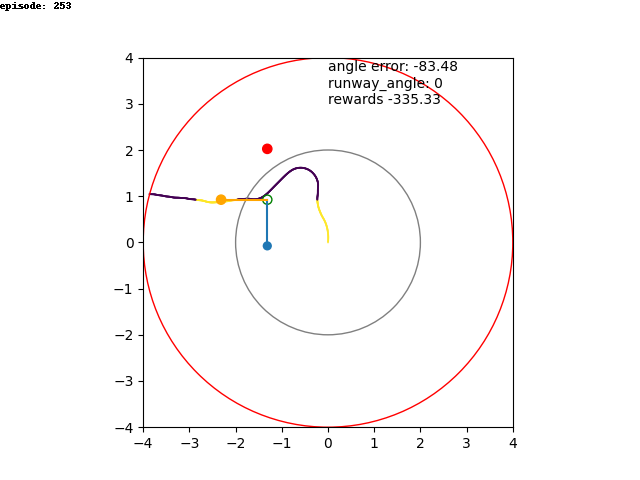 episode: 253
angle error: -83.48
runway_angle: 0
rewards -335.33
4
3
2
1
0
−1
−2
−3
−4
−4 −3 −2 −1 0 1 2 3 4